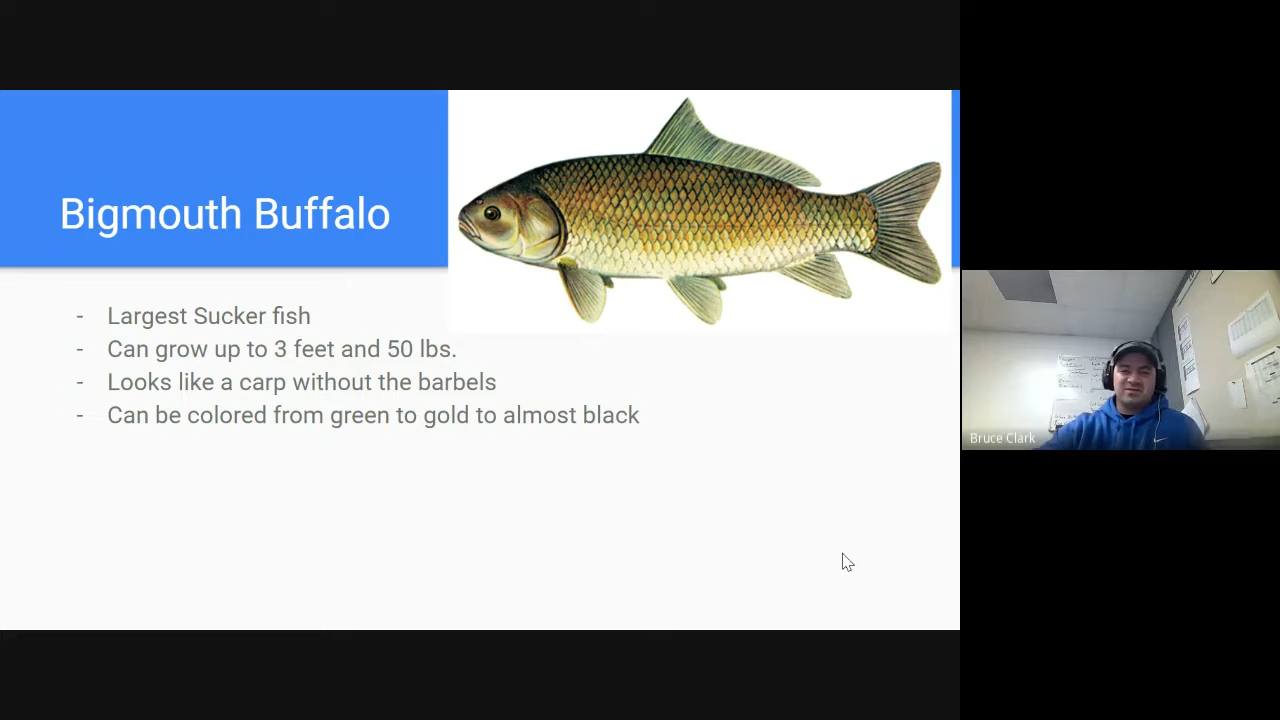 Bigmouth Buffalo
- Largest Sucker fish
- Can grow up to 3 feet and 50 lbs.
- Looks like a carp without the barbels
- Can be colored from green to gold to almost black
Bruce Clark